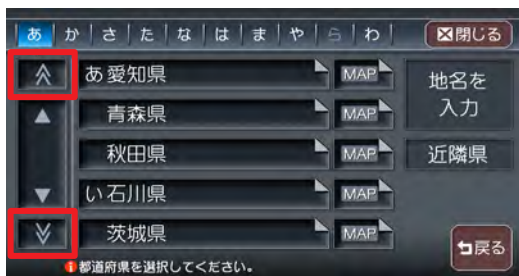 あ か さ た な は ま や ら わ 閉じる
あ 愛知県 MAP 地名を
青森県 MAP 入力
秋田県 MAP 近隣県
い 石川県 MAP
茨城県 MAP 戻る
都道府県を選択してください。